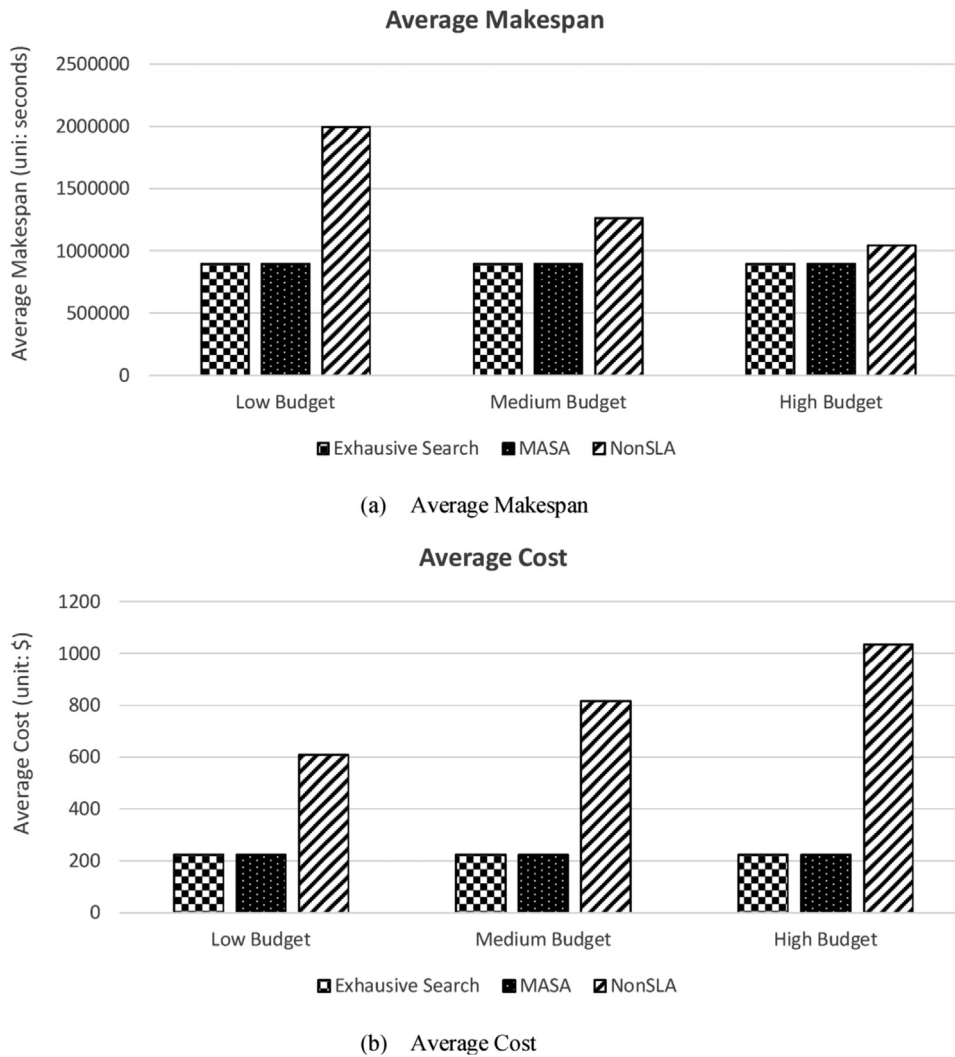 Average Makespan
Average Makespan (uni: seconds)
2500000
2000000
1500000
1000000
500000
0
Low Budget Medium Budget High Budget
Exhausive Search MASA NonSLA
(a) Average Makespan
Average Cost
Average Cost (unit: $)
1200
1000
800
600
400
200
0
Low Budget Medium Budget High Budget
Exhausive Search MASA NonSLA
(b) Average Cost